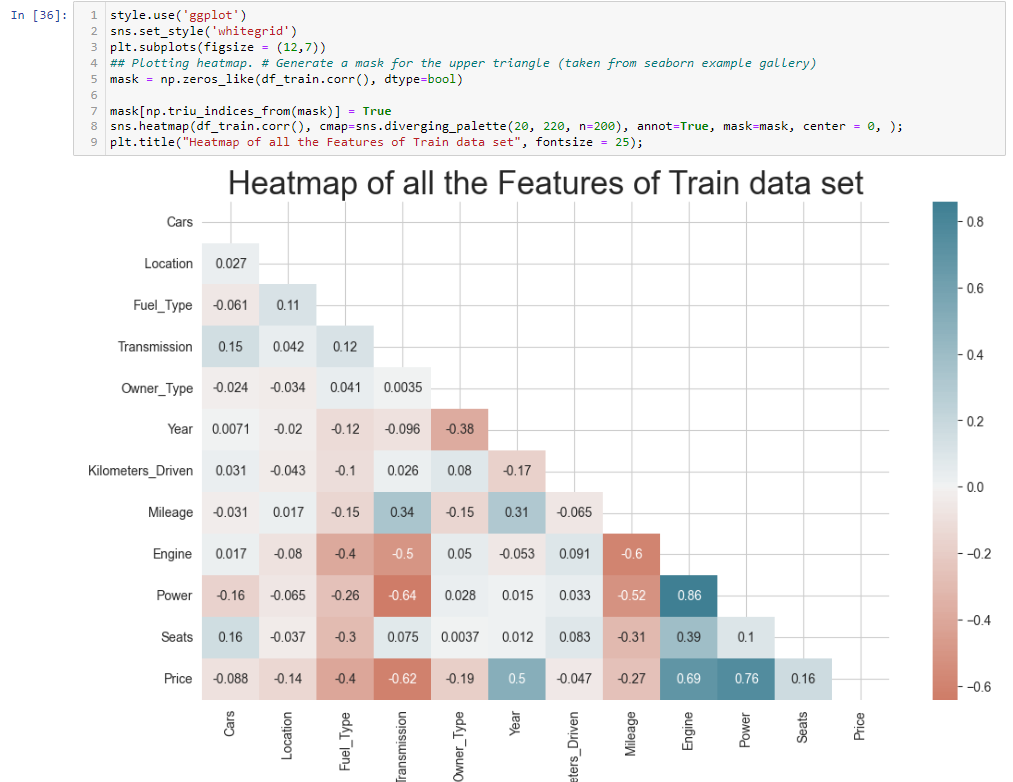 In [36]:
1 style.use('ggplot')
2 sns.set_style('whitegrid')
3 plt.subplots(figsize = (12,7))
4 ## Plotting heatmap. # Generate a mask for the upper triangle (taken from seaborn example gallery)
5 mask = np.zeros_like(df_train.corr(), dtype=bool)
6
7 mask[np.triu_indices_from(mask)] = True
8 sns.heatmap(df_train.corr(), cmap=sns.diverging_palette(20, 220, n=200), annot=True, mask=mask, center = 0, );
9 plt.title("Heatmap of all the Features of Train data set", fontsize = 25);
Heatmap of all the Features of Train data set
Cars
Location 0.027
Fuel_Type -0.061 0.11
Transmission 0.15 0.042 0.12
Owner_Type -0.024 -0.034 0.041 0.0035
Year 0.0071 -0.02 -0.12 -0.096 -0.38
Kilometers_Driven 0.031 -0.043 -0.1 0.026 0.08 -0.17
Mileage -0.031 0.017 -0.15 0.34 -0.15 0.31 -0.065
Engine 0.017 -0.08 -0.4 -0.5 0.05 -0.053 0.091 -0.6
Power -0.16 -0.065 -0.26 -0.64 0.028 0.015 0.033 -0.52 0.86
Seats 0.16 -0.037 -0.3 0.075 0.0037 0.012 0.083 -0.31 0.39 0.1
Price -0.088 -0.14 -0.4 -0.62 -0.19 0.5 -0.047 -0.27 0.69 0.76 0.16
Cars
Location
Fuel_Type
Transmission
Owner_Type
Year
eters_Driven
Mileage
Engine
Power
Seats
Price
0.8
0.6
0.4
0.2
0.0
-0.2
-0.4
-0.6